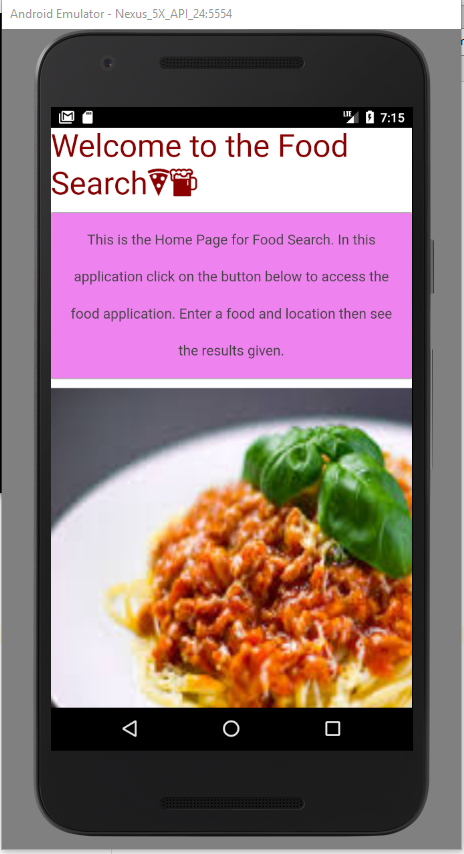 Android Emulator - Nexus_5X_API_24:5554
LTE 7:15
Welcome to the Food
Search
This is the Home Page for Food Search. In this
application click on the button below to access the
food application. Enter a food and location then see
the results given.